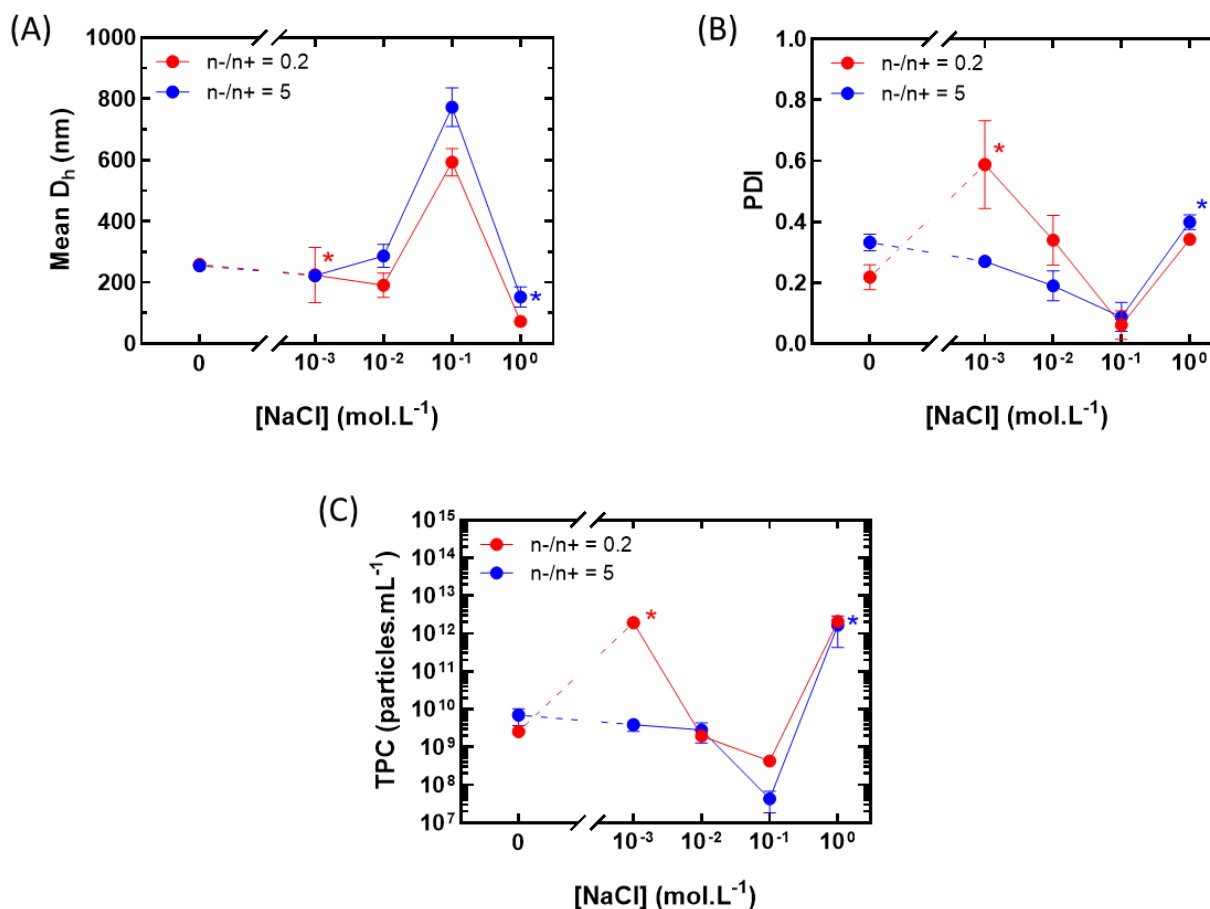 (A)
1000
800
600
400
200
0
Mean D_h (nm)
n-/n+ = 0.2
n-/n+ = 5
*
*
0
10⁻³
10⁻²
10⁻¹
10⁰
[NaCl] (mol.L⁻¹)
(B)
1.0
0.8
0.6
0.4
0.2
0.0
PDI
n-/n+ = 0.2
n-/n+ = 5
*
*
0
10⁻³
10⁻²
10⁻¹
10⁰
[NaCl] (mol.L⁻¹)
(C)
10¹⁵
10¹⁴
10¹³
10¹²
10¹¹
10¹⁰
10⁹
10⁸
10⁷
TPC (particles.mL⁻¹)
n-/n+ = 0.2
n-/n+ = 5
*
*
0
10⁻³
10⁻²
10⁻¹
10⁰
[NaCl] (mol.L⁻¹)